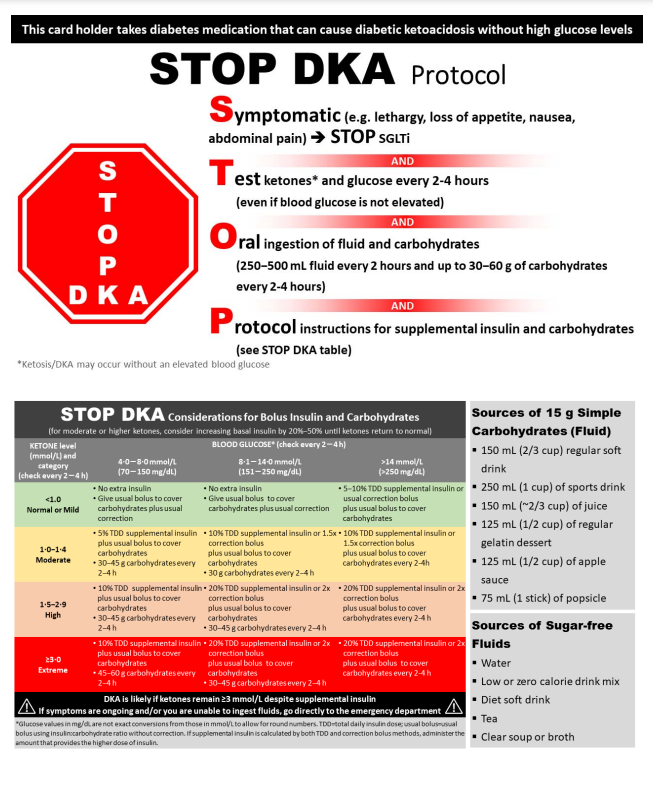 This card holder takes diabetes medication that can cause diabetic ketoacidosis without high glucose levels
STOP DKA Protocol
Symptomatic (e.g. lethargy, loss of appetite, nausea,
abdominal pain) ➔ STOP SGLTi
AND
Test ketones* and glucose every 2-4 hours
(even if blood glucose is not elevated)
AND
Oral ingestion of fluid and carbohydrates
(250–500 mL fluid every 2 hours and up to 30–60 g of carbohydrates
every 2-4 hours)
AND
Protocol instructions for supplemental insulin and carbohydrates
(see STOP DKA table)
S
T
O
P
D K A
*Ketosis/DKA may occur without an elevated blood glucose
STOP DKA Considerations for Bolus Insulin and Carbohydrates
(for moderate or higher ketones, consider increasing basal insulin by 20%–50% until ketones return to normal)
KETONE level
(mmol/L) and
category
(check every 2–4 h)
BLOOD GLUCOSE* (check every 2–4h)
4·0–8·0 mmol/L
(70–150 mg/dL)
8·1–14·0 mmol/L
(151–250 mg/dL)
>14 mmol/L
(>250 mg/dL)
<1.0
Normal or Mild
• No extra insulin
• Give usual bolus to cover
carbohydrates plus usual
correction
• No extra insulin
• Give usual bolus to cover
carbohydrates plus usual correction
• 5–10% TDD supplemental insulin or
usual correction bolus
plus usual bolus to cover
carbohydrates
1·0–1·4
Moderate
• 5% TDD supplemental insulin
plus usual bolus to cover
carbohydrates
• 30–45 g carbohydrates every
2–4 h
• 10% TDD supplemental insulin or 1.5x
correction bolus
plus usual bolus to cover
carbohydrates
• 30 g carbohydrates every 2–4 h
• 10% TDD supplemental insulin or
1.5x correction bolus
plus usual bolus to cover
carbohydrates every 2-4h
1·5–2·9
High
• 10% TDD supplemental insulin
plus usual bolus to cover
carbohydrates
• 30–45 g carbohydrates every
2–4 h
• 20% TDD supplemental insulin or 2x
correction bolus
plus usual bolus to cover
carbohydrates
• 30–45 g carbohydrates every 2–4 h
• 20% TDD supplemental insulin or 2x
correction bolus
plus usual bolus to cover
carbohydrates
≥3·0
Extreme
• 10% TDD supplemental insulin
plus usual bolus to cover
carbohydrates
• 45–60 g carbohydrates every
2–4 h
• 20% TDD supplemental insulin or 2x
correction bolus
plus usual bolus to cover
carbohydrates
• 30–45 g carbohydrates every 2–4 h
• 20% TDD supplemental insulin or 2x
correction bolus
plus usual bolus to cover
carbohydrates
DKA is likely if ketones remain ≥3 mmol/L despite supplemental insulin
If symptoms are ongoing and/or you are unable to ingest fluids, go directly to the emergency department
*Glucose values in mg/dL are not exact conversions from those in mmol/L to allow for round numbers. TDD=total daily insulin dose; usual bolus=usual
bolus using insulin:carbohydrate ratio without correction. If supplemental insulin is calculated by both TDD and correction bolus methods, administer the
amount that provides the higher dose of insulin.
Sources of 15 g Simple
Carbohydrates (Fluid)
▪ 150 mL (2/3 cup) regular soft
drink
▪ 250 mL (1 cup) of sports drink
▪ 150 mL (~2/3 cup) of juice
▪ 125 mL (1/2 cup) of regular
gelatin dessert
▪ 125 mL (1/2 cup) of apple
sauce
▪ 75 mL (1 stick) of popsicle
Sources of Sugar-free
Fluids
▪ Water
▪ Low or zero calorie drink mix
▪ Diet soft drink
▪ Tea
▪ Clear soup or broth